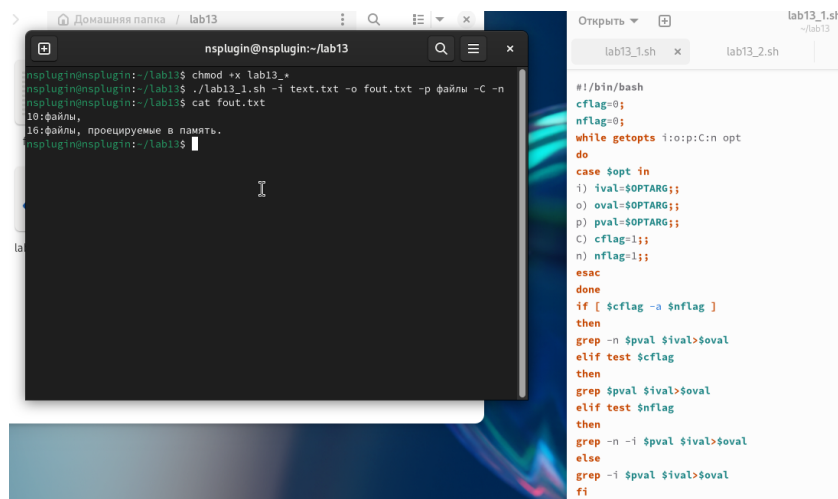 Домашняя папка / lab13
nsplugin@nsplugin:~/lab13
nsplugin@nsplugin:~/lab13$ chmod +x lab13_*
nsplugin@nsplugin:~/lab13$ ./lab13_1.sh -i text.txt -o fout.txt -p файлы -C -n
nsplugin@nsplugin:~/lab13$ cat fout.txt
10:файлы,
16:файлы, проецируемые в память.
nsplugin@nsplugin:~/lab13$
Открыть
lab13_1.sh
~/lab13
lab13_1.sh
lab13_2.sh
#!/bin/bash
cflag=0;
nflag=0;
while getopts i:o:p:C:n opt
do
case $opt in
i) ival=$OPTARG;;
o) oval=$OPTARG;;
p) pval=$OPTARG;;
C) cflag=1;;
n) nflag=1;;
esac
done
if [ $cflag -a $nflag ]
then
grep -n $pval $ival>$oval
elif test $cflag
then
grep $pval $ival>$oval
elif test $nflag
then
grep -n -i $pval $ival>$oval
else
grep -i $pval $ival>$oval
fi